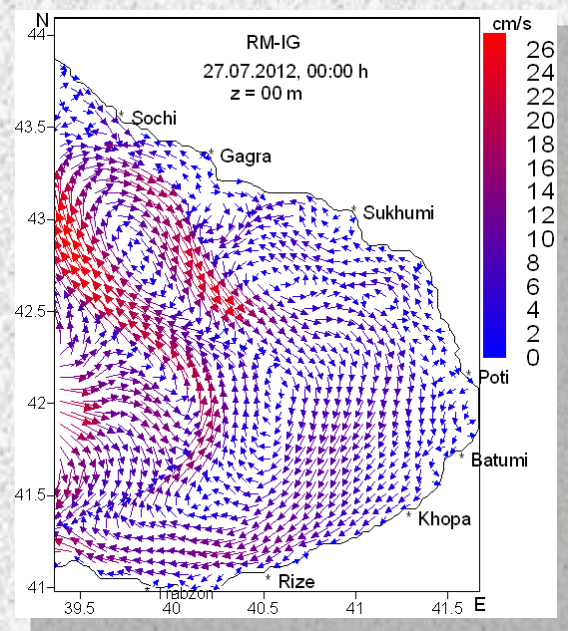 N
cm/s
44
RM-IG
27.07.2012, 00:00 h
z = 00 m
26
24
22
20
18
16
14
12
10
8
6
4
2
0
Sochi
43.5
Gagra
43
Sukhumi
42.5
Poti
42
Batumi
41.5
Khopa
41
Rize
Trabzon
39.5 40 40.5 41 41.5 E